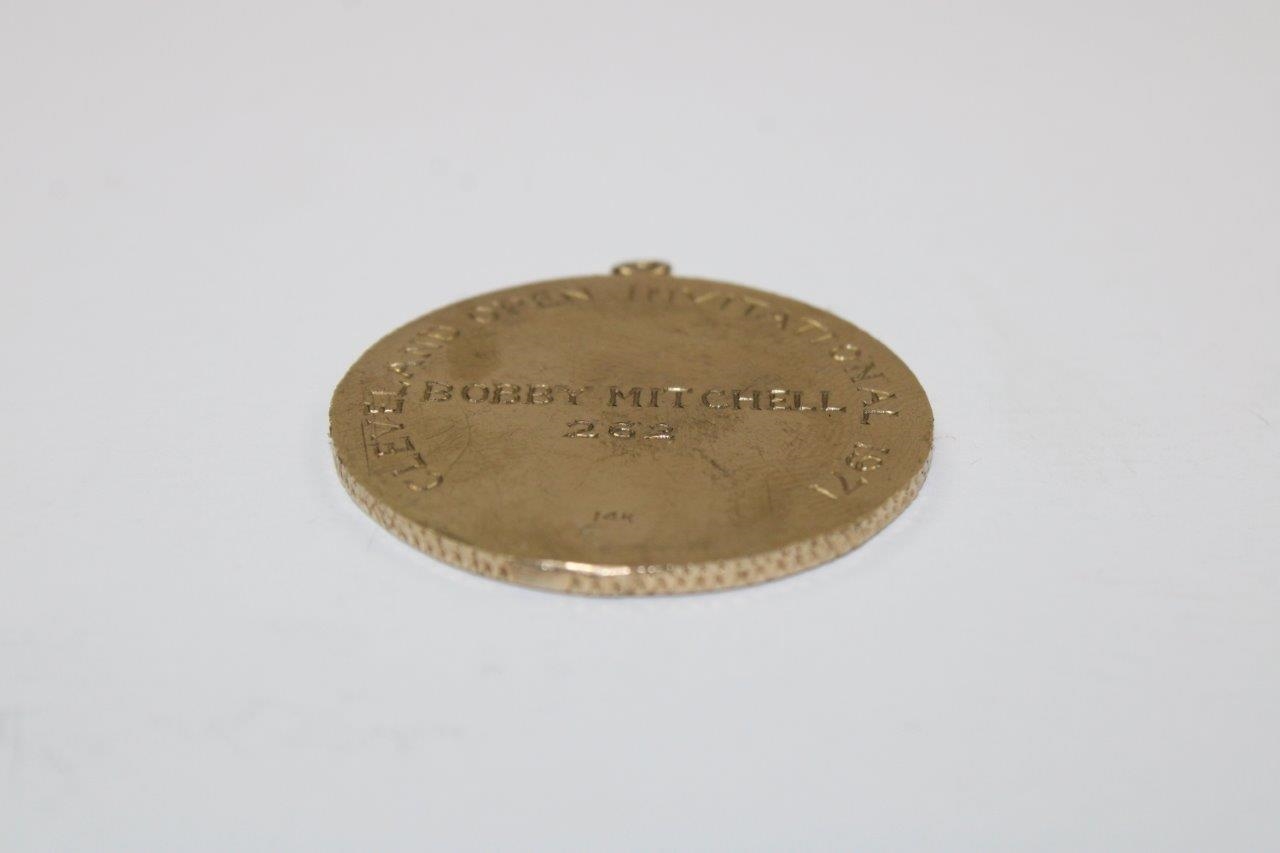 CLEVELAND OPEN INVITATIONAL 1971
BOBBY MITCHELL
262
14K